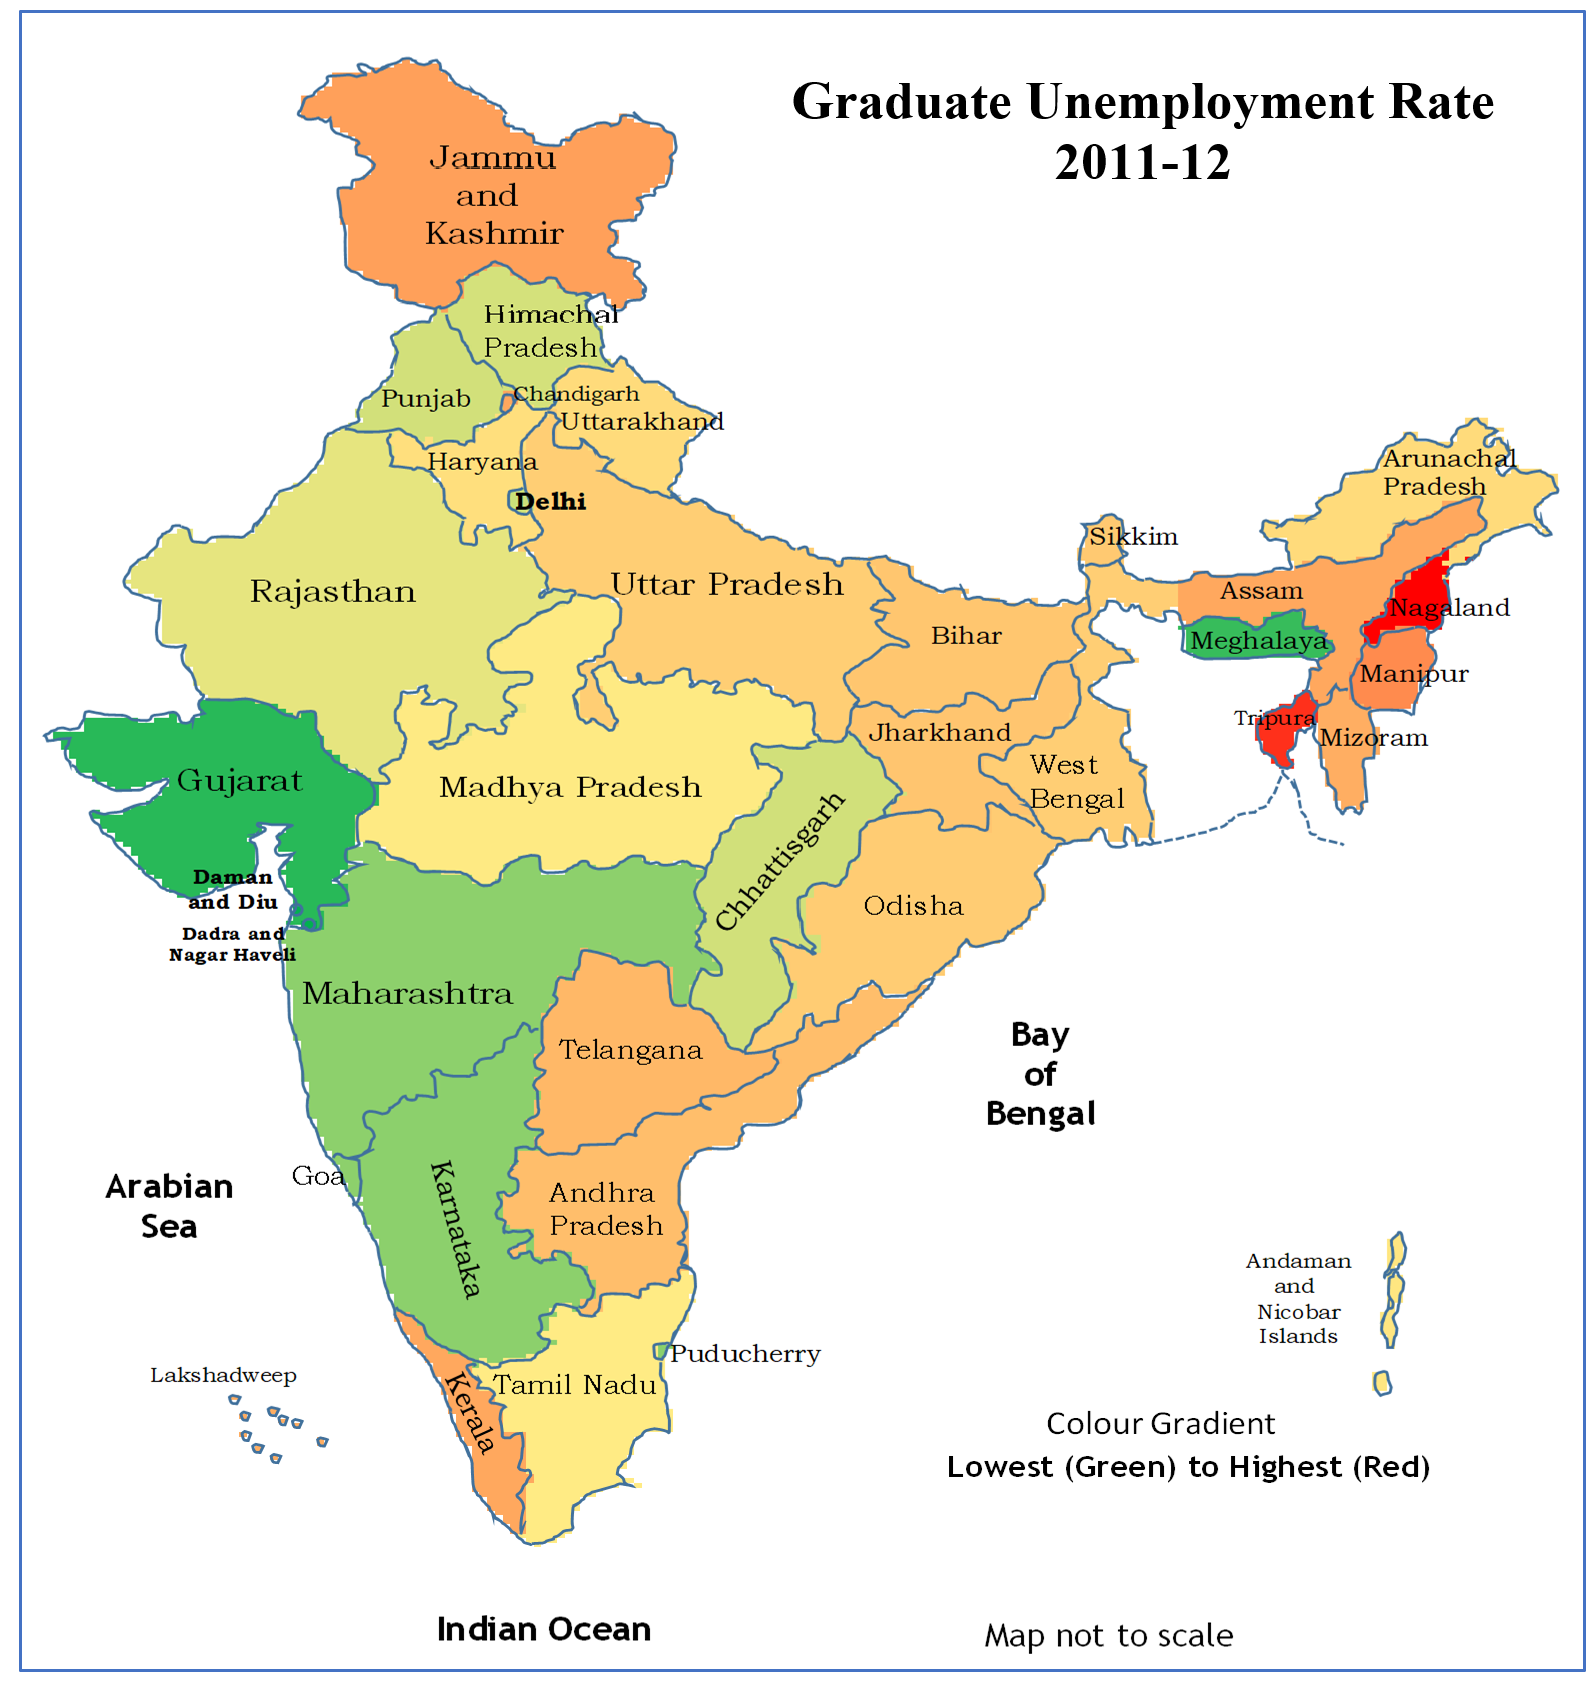 Graduate Unemployment Rate
2011-12
Jammu
and
Kashmir
Himachal
Pradesh
Punjab
Chandigarh
Uttarakhand
Haryana
Delhi
Arunachal
Pradesh
Sikkim
Rajasthan
Uttar Pradesh
Assam
Nagaland
Bihar
Meghalaya
Manipur
Tripura
Mizoram
Jharkhand
West
Bengal
Gujarat
Madhya Pradesh
Chhattisgarh
Daman
and Diu
Dadra and
Nagar Haveli
Odisha
Maharashtra
Telangana
Bay
of
Bengal
Arabian
Sea
Goa
Karnataka
Andhra
Pradesh
Andaman
and
Nicobar
Islands
Puducherry
Lakshadweep
Kerala
Tamil Nadu
Colour Gradient
Lowest (Green) to Highest (Red)
Indian Ocean
Map not to scale